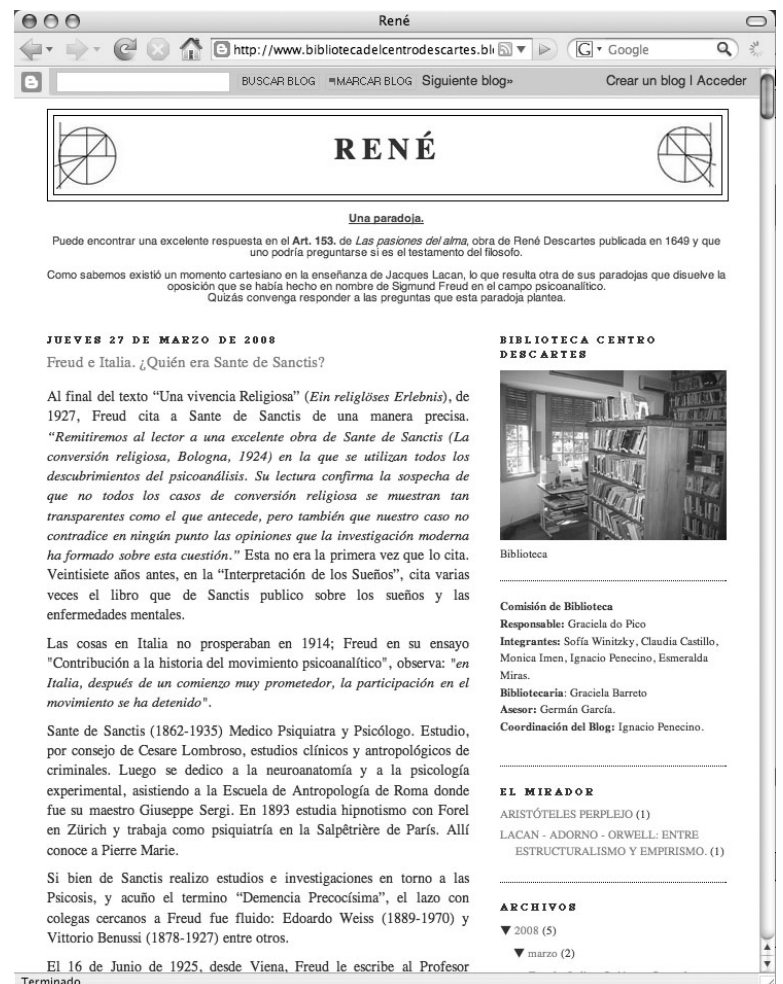 René
http://www.bibliotecadelcentrodescartes.bl
G Google
BUSCAR BLOG MARCAR BLOG Siguiente blog» Crear un blog | Acceder
RENÉ
Una paradoja.
Puede encontrar una excelente respuesta en el Art. 153. de Las pasiones del alma, obra de René Descartes publicada en 1649 y que
uno podría preguntarse si es el testamento del filosofo.
Como sabemos existió un momento cartesiano en la enseñanza de Jacques Lacan, lo que resulta otra de sus paradojas que disuelve la
oposición que se había hecho en nombre de Sigmund Freud en el campo psicoanalítico.
Quizás convenga responder a las preguntas que esta paradoja plantea.
JUEVES 27 DE MARZO DE 2008
Freud e Italia. ¿Quién era Sante de Sanctis?
Al final del texto “Una vivencia Religiosa” (Ein religlöses Erlebnis), de
1927, Freud cita a Sante de Sanctis de una manera precisa.
“Remitiremos al lector a una excelente obra de Sante de Sanctis (La
conversión religiosa, Bologna, 1924) en la que se utilizan todos los
descubrimientos del psicoanálisis. Su lectura confirma la sospecha de
que no todos los casos de conversión religiosa se muestran tan
transparentes como el que antecede, pero también que nuestro caso no
contradice en ningún punto las opiniones que la investigación moderna
ha formado sobre esta cuestión.” Esta no era la primera vez que lo cita.
Veintisiete años antes, en la “Interpretación de los Sueños”, cita varias
veces el libro que de Sanctis publico sobre los sueños y las
enfermedades mentales.
Las cosas en Italia no prosperaban en 1914; Freud en su ensayo
"Contribución a la historia del movimiento psicoanalítico", observa: "en
Italia, después de un comienzo muy prometedor, la participación en el
movimiento se ha detenido".
Sante de Sanctis (1862-1935) Medico Psiquiatra y Psicólogo. Estudio,
por consejo de Cesare Lombroso, estudios clínicos y antropológicos de
criminales. Luego se dedico a la neuroanatomía y a la psicología
experimental, asistiendo a la Escuela de Antropología de Roma donde
fue su maestro Giuseppe Sergi. En 1893 estudia hipnotismo con Forel
en Zürich y trabaja como psiquiatría en la Salpêtrière de París. Allí
conoce a Pierre Marie.
Si bien de Sanctis realizo estudios e investigaciones en torno a las
Psicosis, y acuño el termino “Demencia Precocísima”, el lazo con
colegas cercanos a Freud fue fluido: Edoardo Weiss (1889-1970) y
Vittorio Benussi (1878-1927) entre otros.
El 16 de Junio de 1925, desde Viena, Freud le escribe al Profesor
BIBLIOTECA CENTRO
DESCARTES
Biblioteca
Comisión de Biblioteca
Responsable: Graciela do Pico
Integrantes: Sofía Winitzky, Claudia Castillo,
Monica Imen, Ignacio Penecino, Esmeralda
Miras.
Bibliotecaria: Graciela Barreto
Asesor: Germán García.
Coordinación del Blog: Ignacio Penecino.
EL MIRADOR
ARISTÓTELES PERPLEJO (1)
LACAN - ADORNO - ORWELL: ENTRE
ESTRUCTURALISMO Y EMPIRISMO. (1)
ARCHIVOS
▼ 2008 (5)
▼ marzo (2)
Terminado